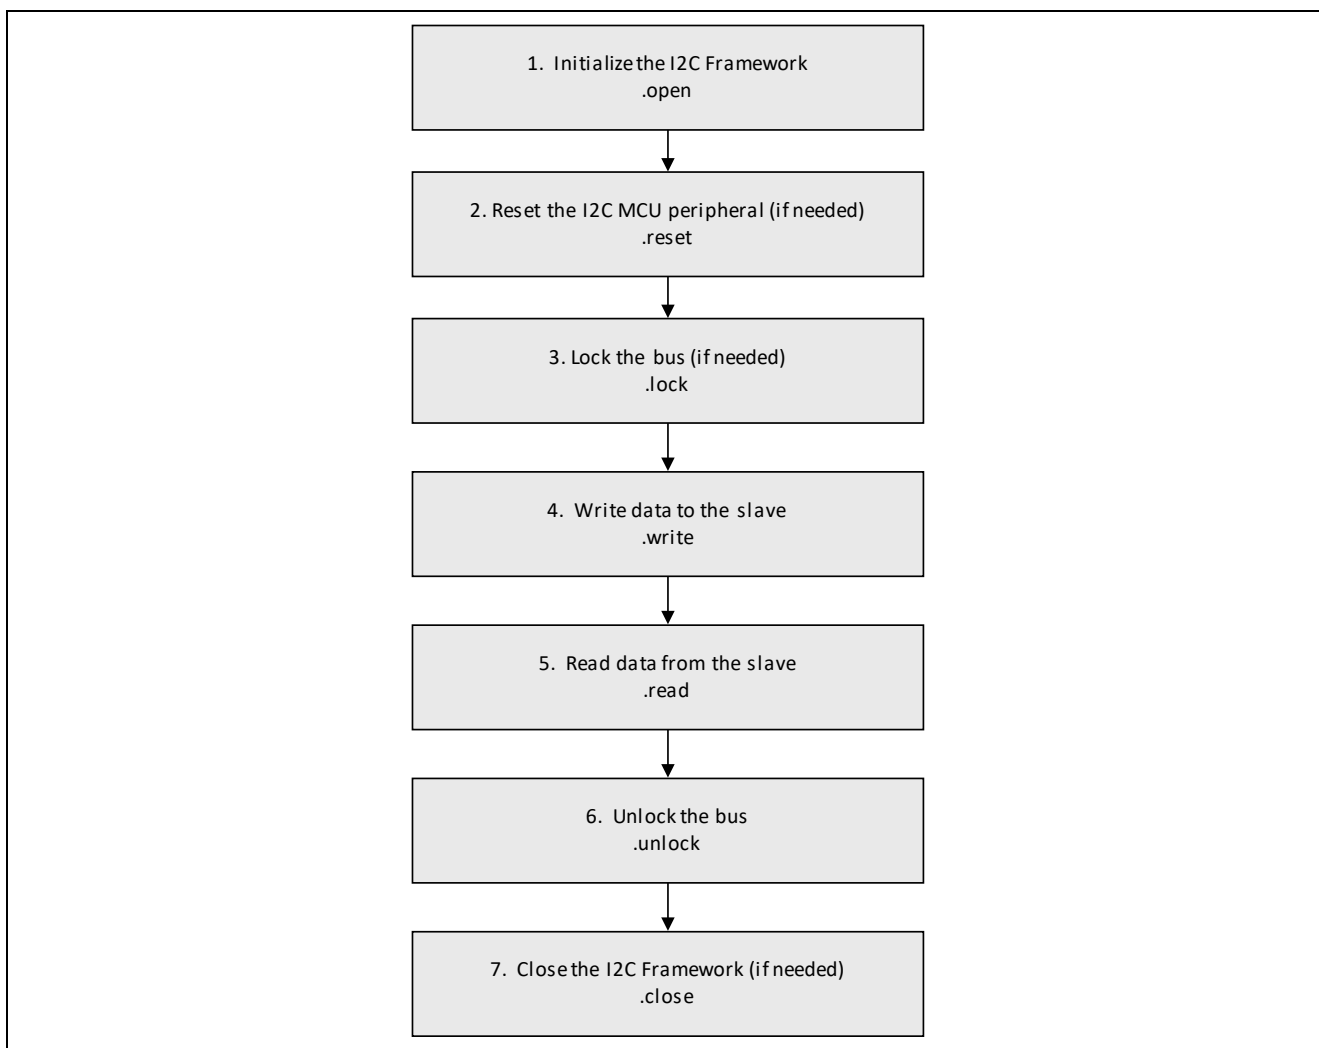 1. Initialize the I2C Framework
.open
2. Reset the I2C MCU peripheral (if needed)
.reset
3. Lock the bus (if needed)
.lock
4. Write data to the slave
.write
5. Read data from the slave
.read
6. Unlock the bus
.unlock
7. Close the I2C Framework (if needed)
.close